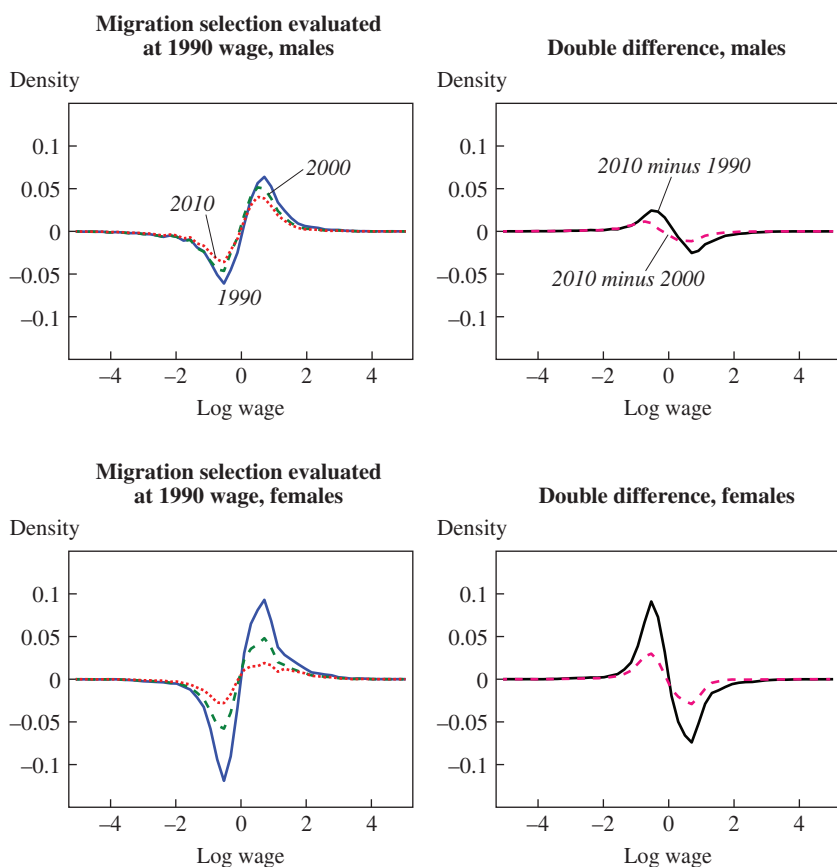 Migration selection evaluated
at 1990 wage, males
Density
0.1
0.05
0
−0.05
−0.1
2000
2010
1990
−4 −2 0 2 4
Log wage
Double difference, males
Density
0.1
0.05
0
−0.05
−0.1
2010 minus 1990
2010 minus 2000
−4 −2 0 2 4
Log wage
Migration selection evaluated
at 1990 wage, females
Density
0.1
0.05
0
−0.05
−0.1
−4 −2 0 2 4
Log wage
Double difference, females
Density
0.1
0.05
0
−0.05
−0.1
−4 −2 0 2 4
Log wage